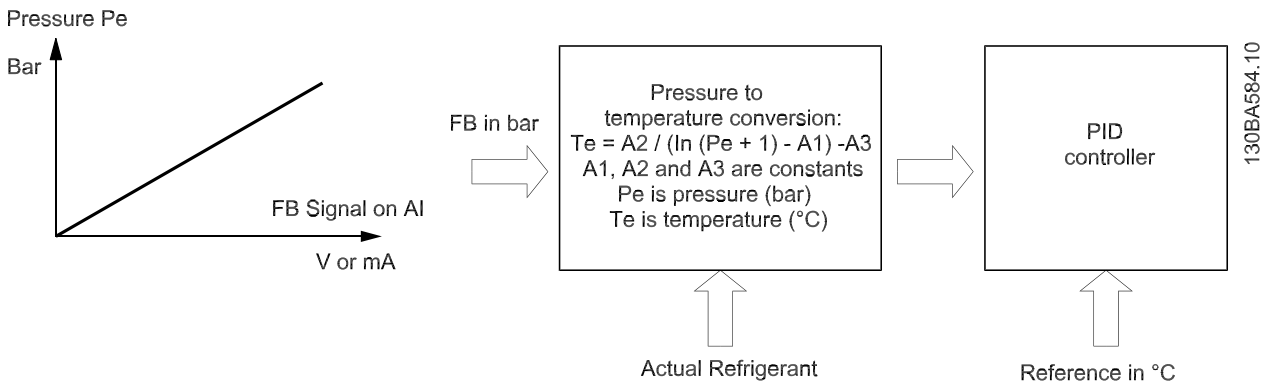 Pressure Pe
Bar
FB Signal on AI
V or mA
FB in bar
Pressure to
temperature conversion:
Te = A2 / (In (Pe + 1) - A1) -A3
A1, A2 and A3 are constants
Pe is pressure (bar)
Te is temperature (°C)
Actual Refrigerant
PID
controller
Reference in °C
130BA584.10